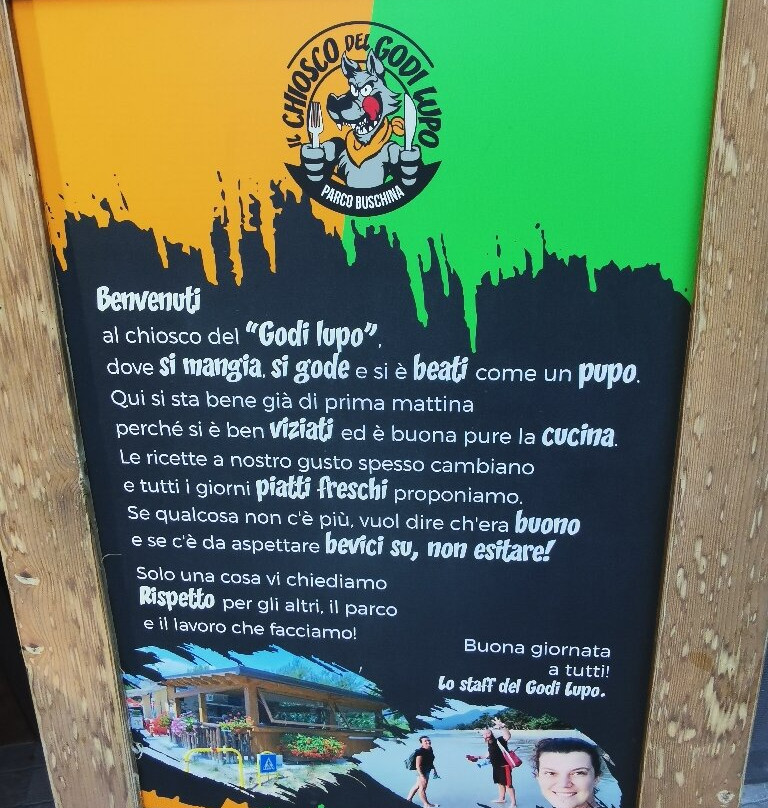 IL CHIOSCO DEL GODI LUPO
PARCO BUSCHINA
Benvenuti
al chiosco del "Godi lupo",
dove si mangia, si gode e si è beati come un pupo.
Qui si sta bene già di prima mattina
perché si è ben viziati ed è buona pure la cucina.
Le ricette a nostro gusto spesso cambiano
e tutti i giorni piatti freschi proponiamo.
Se qualcosa non c'è più, vuol dire ch'era buono
e se c'è da aspettare bevici su, non esitare!
Solo una cosa vi chiediamo
Rispetto per gli altri, il parco
e il lavoro che facciamo!
Buona giornata
a tutti!
Lo staff del Godi Lupo.